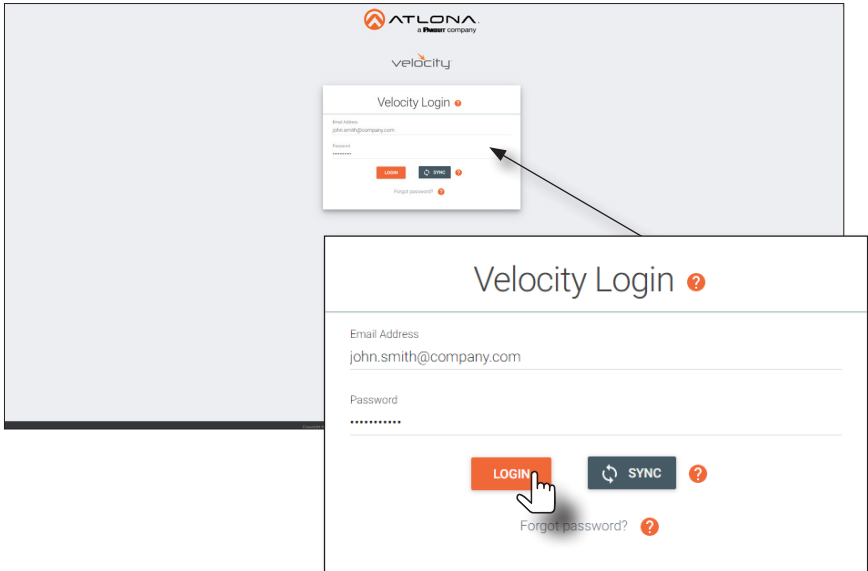 ATLONA
a PANDUIT company
velocity
Velocity Login ?
Email Address
john.smith@company.com
Password
LOGIN
SYNC ?
Forgot password? ?
Velocity Login ?
Email Address
john.smith@company.com
Password
LOGIN
SYNC ?
Forgot password? ?